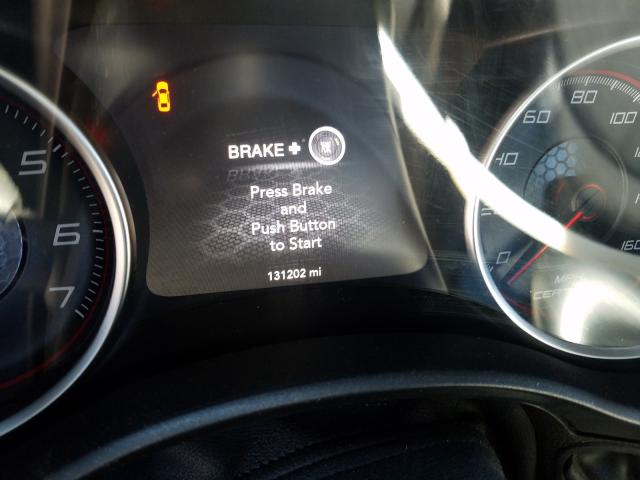 BRAKE +
Press Brake
and
Push Button
to Start
131202 mi
5
6
7
0
40
60
80
100
120
160